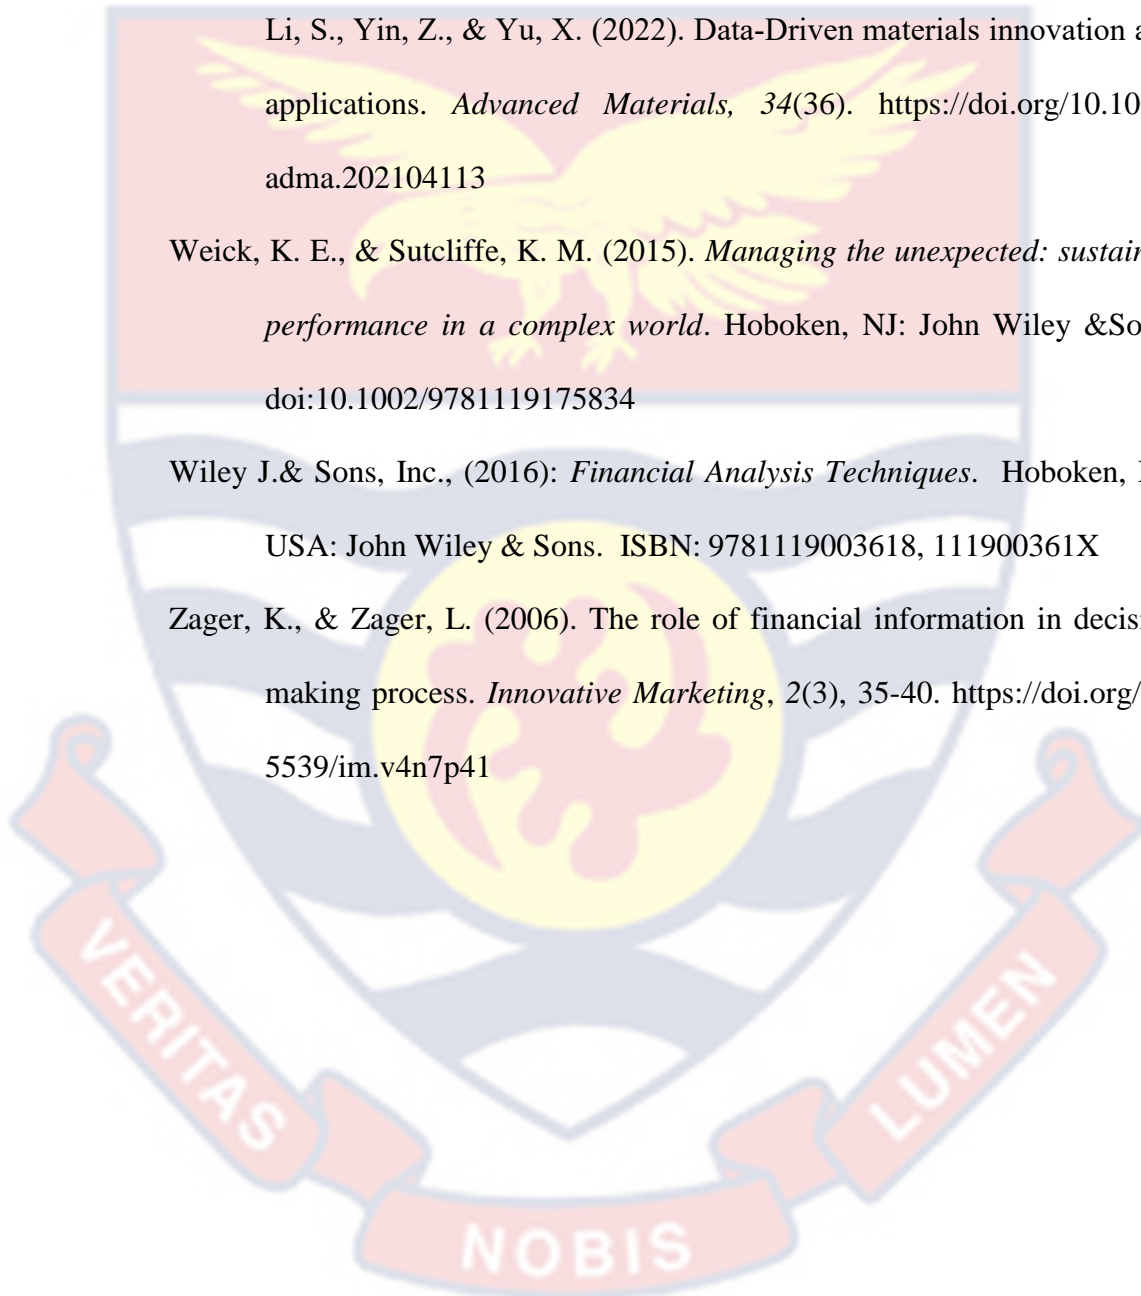 Li, S., Yin, Z., & Yu, X. (2022). Data-Driven materials innovation a
applications. Advanced Materials, 34(36). https://doi.org/10.10
adma.202104113
Weick, K. E., & Sutcliffe, K. M. (2015). Managing the unexpected: sustain
performance in a complex world. Hoboken, NJ: John Wiley &So
doi:10.1002/9781119175834
Wiley J.& Sons, Inc., (2016): Financial Analysis Techniques. Hoboken,
USA: John Wiley & Sons. ISBN: 9781119003618, 111900361X
Zager, K., & Zager, L. (2006). The role of financial information in decis
making process. Innovative Marketing, 2(3), 35-40. https://doi.org/
5539/im.v4n7p41
VERITAS
NOBIS
LUMEN